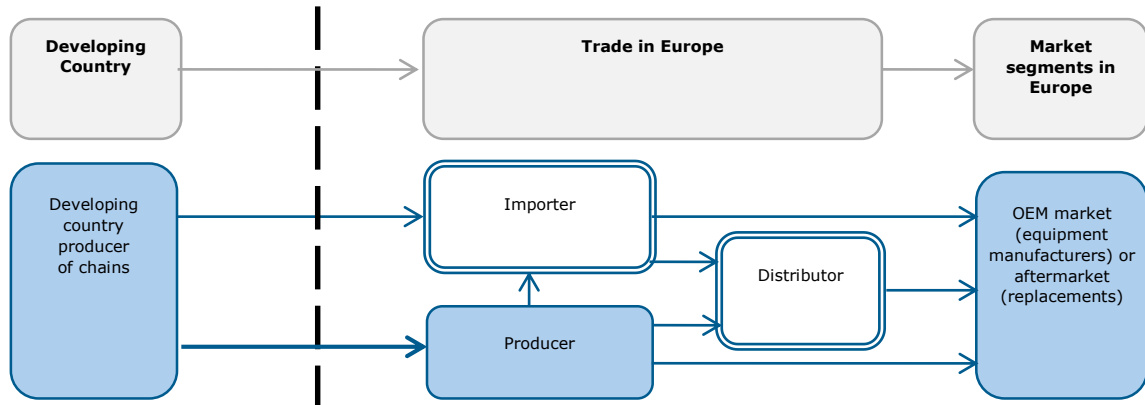 Developing
Country
Trade in Europe
Market
segments in
Europe
Developing
country
producer
of chains
Importer
Distributor
Producer
OEM market
(equipment
manufacturers) or
aftermarket
(replacements)